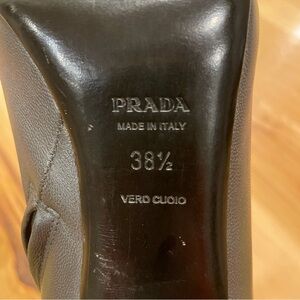 PRADA
MADE IN ITALY
38½
VERO CUOIO